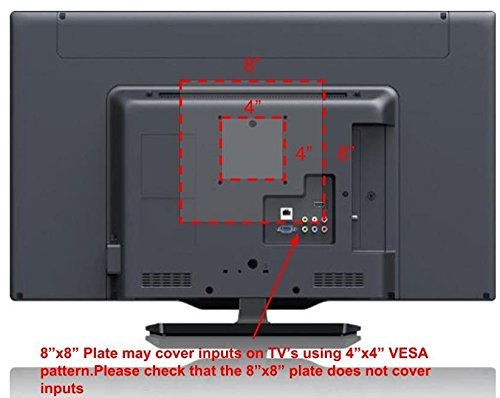 8”
4”
4”
8”
8”x8” Plate may cover inputs on TV’s using 4”x4” VESA
pattern.Please check that the 8”x8” plate does not cover
inputs